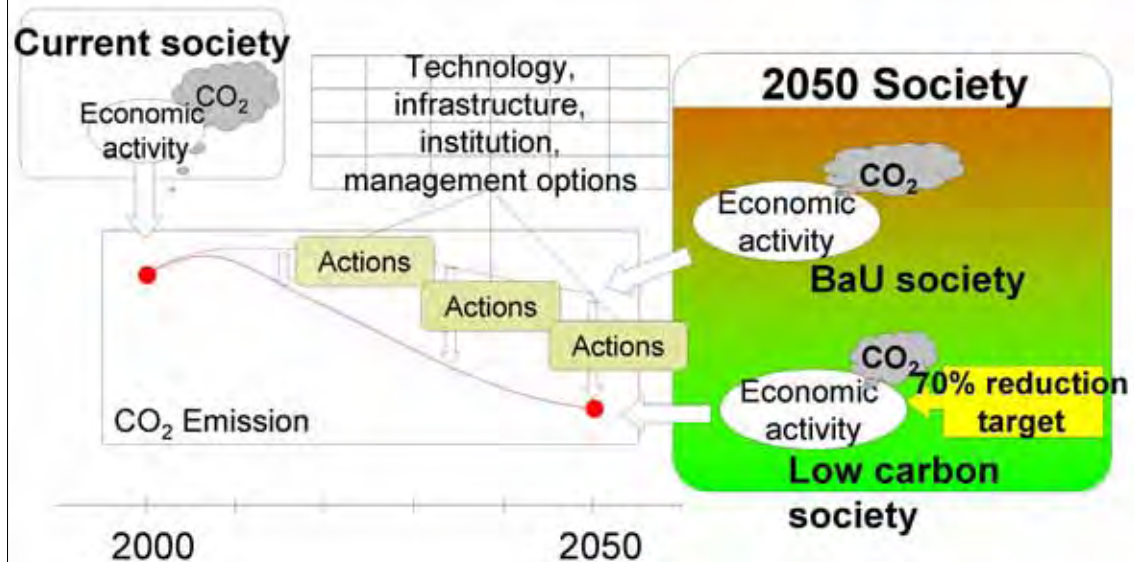 Current society
CO₂
Economic
activity
Technology,
infrastructure,
institution,
management options
2050 Society
CO₂
Economic
activity
BaU society
Actions
Actions
Actions
CO₂
Economic
activity
70% reduction
target
Low carbon
society
CO₂ Emission
2000
2050